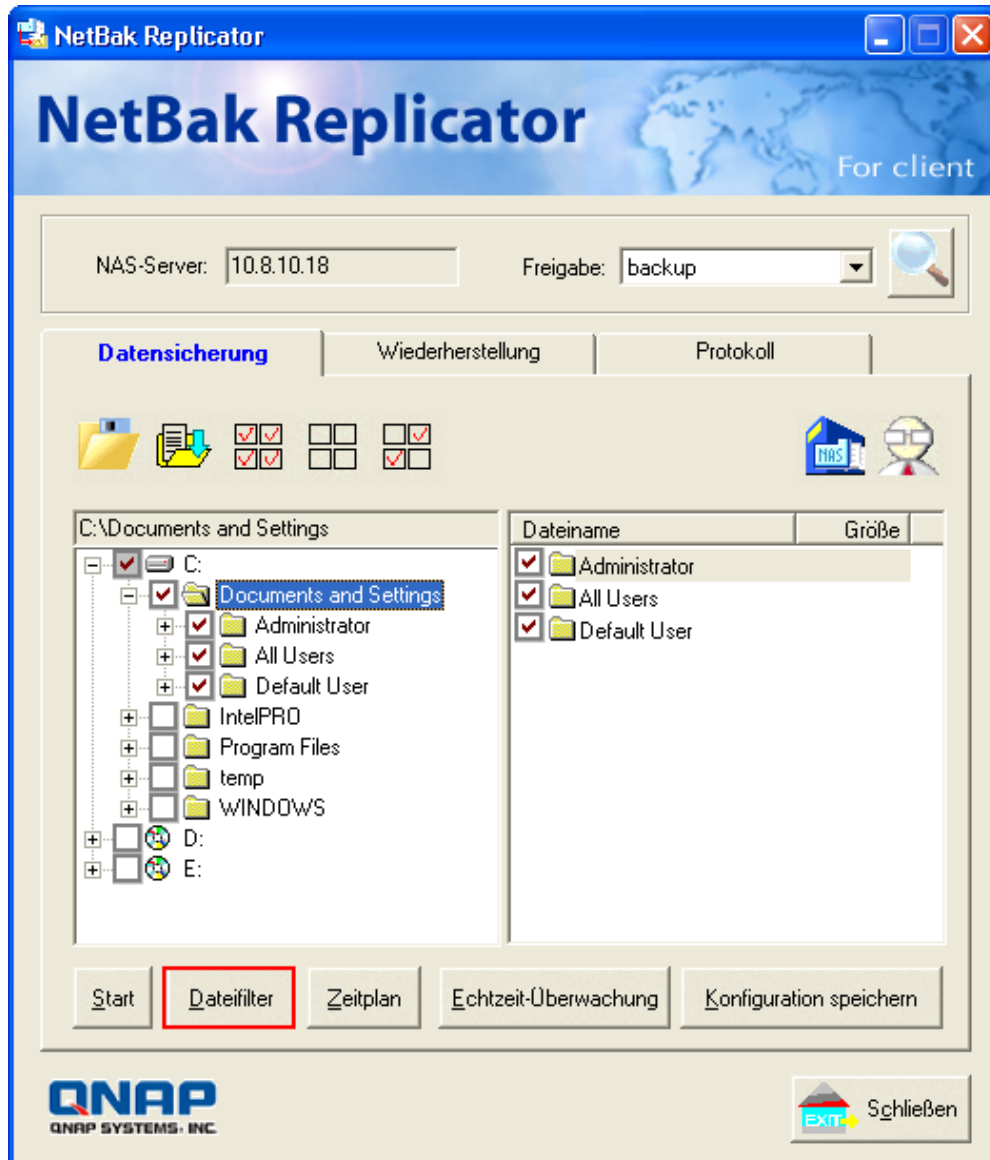 NetBak Replicator
NetBak Replicator
For client
NAS-Server: 10.8.10.18 Freigabe: backup
Datensicherung Wiederherstellung Protokoll
NAS
C:\Documents and Settings
Dateiname Größe
C:
Documents and Settings
Administrator
All Users
Default User
IntelPRO
Program Files
temp
WINDOWS
D:
E:
Administrator
All Users
Default User
Start Dateifilter Zeitplan Echtzeit-Überwachung Konfiguration speichern
QNAP
QNAP SYSTEMS, INC.
EXIT Schließen